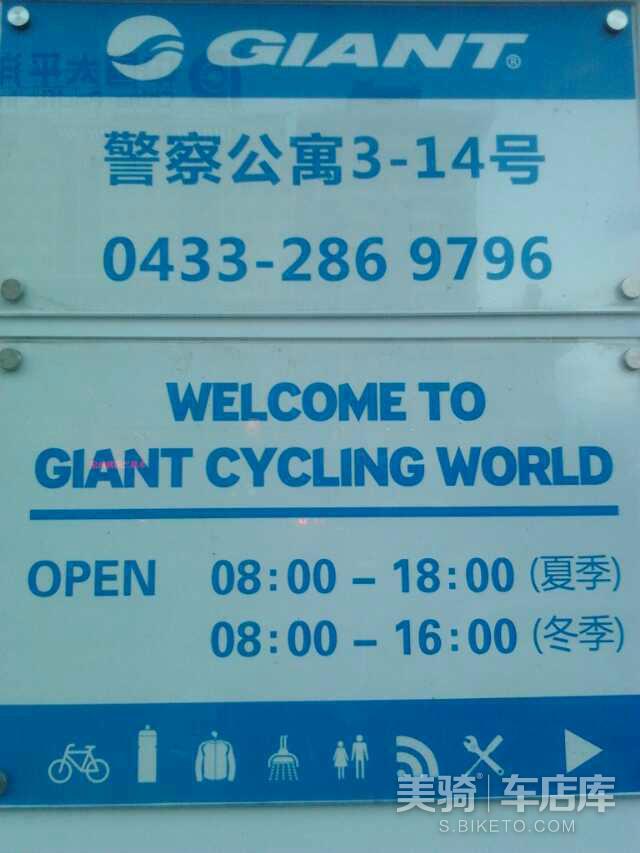 GIANT®
警察公寓3-14号
0433-286 9796
WELCOME TO
GIANT CYCLING WORLD
OPEN 08:00 – 18:00 (夏季)
08:00 – 16:00 (冬季)
美骑®|车店库
S.BIKETO.COM